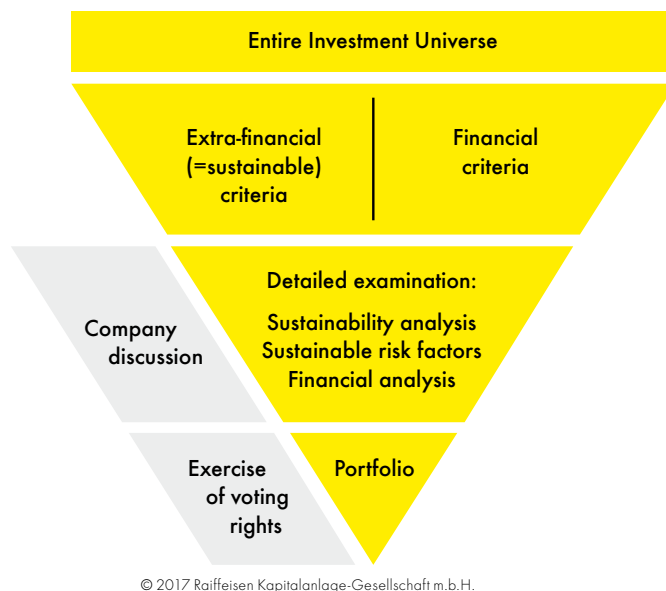 Entire Investment Universe
Extra-financial
(=sustainable)
criteria
Financial
criteria
Detailed examination:
Sustainability analysis
Sustainable risk factors
Financial analysis
Company
discussion
Portfolio
Exercise
of voting
rights
© 2017 Raiffeisen Kapitalanlage-Gesellschaft m.b.H.